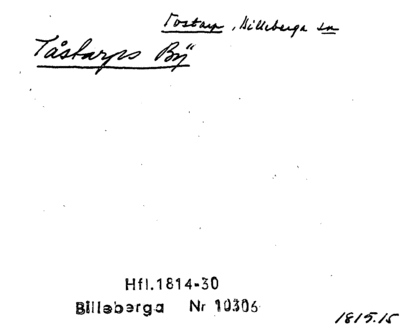 Tostarp, Billeberga sn
Tåstarps By"
Hfl.1814-30
Billeberga Nr 10306
1815.15